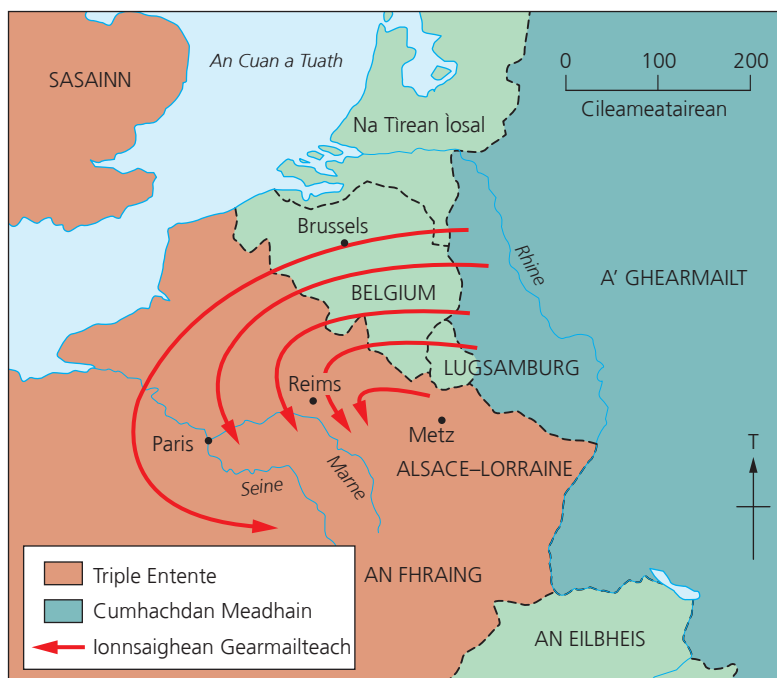 SASAINN
An Cuan a Tuath
0 100 200
Cileameatairean
Na Tìrean Ìosal
Brussels
Rhine
A' GHEARMAILT
BELGIUM
LUGSAMBURG
Reims
Metz
Paris
ALSACE–LORRAINE
Marne
Seine
T
AN FHRAING
AN EILBHEIS
Triple Entente
Cumhachdan Meadhain
Ionnsaighean Gearmailteach